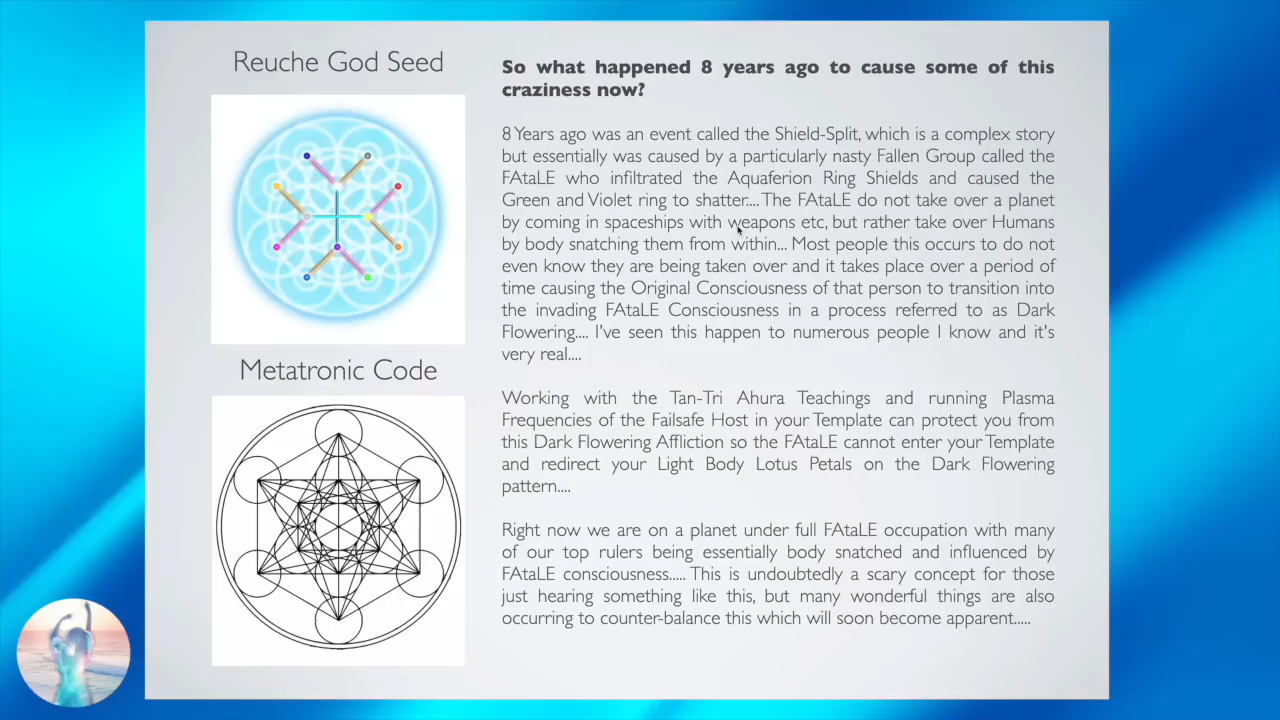 Reuche God Seed
Metatronic Code
So what happened 8 years ago to cause some of this
craziness now?
8 Years ago was an event called the Shield-Split, which is a complex story
but essentially was caused by a particularly nasty Fallen Group called the
FAtaLE who infiltrated the Aquaferion Ring Shields and caused the
Green and Violet ring to shatter.... The FAtaLE do not take over a planet
by coming in spaceships with weapons etc, but rather take over Humans
by body snatching them from within... Most people this occurs to do not
even know they are being taken over and it takes place over a period of
time causing the Original Consciousness of that person to transition into
the invading FAtaLE Consciousness in a process referred to as Dark
Flowering.... I've seen this happen to numerous people I know and it's
very real....
Working with the Tan-Tri Ahura Teachings and running Plasma
Frequencies of the Failsafe Host in your Template can protect you from
this Dark Flowering Affliction so the FAtaLE cannot enter your Template
and redirect your Light Body Lotus Petals on the Dark Flowering
pattern....
Right now we are on a planet under full FAtaLE occupation with many
of our top rulers being essentially body snatched and influenced by
FAtaLE consciousness..... This is undoubtedly a scary concept for those
just hearing something like this, but many wonderful things are also
occurring to counter-balance this which will soon become apparent.....